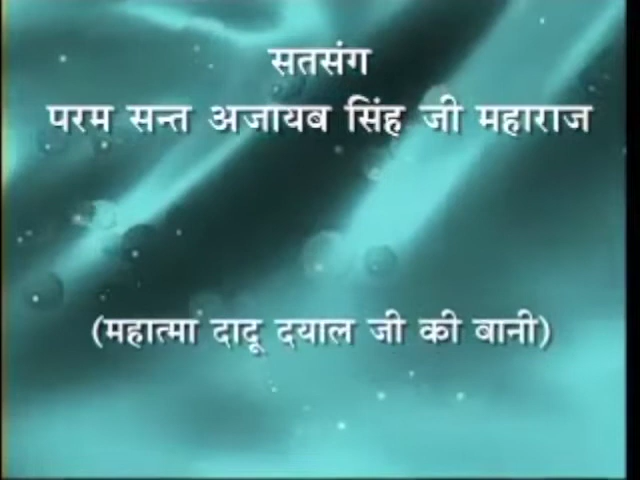 सतसंग
परम सन्त अजायब सिंह जी महाराज
(महात्मा दादू दयाल जी की बानी)